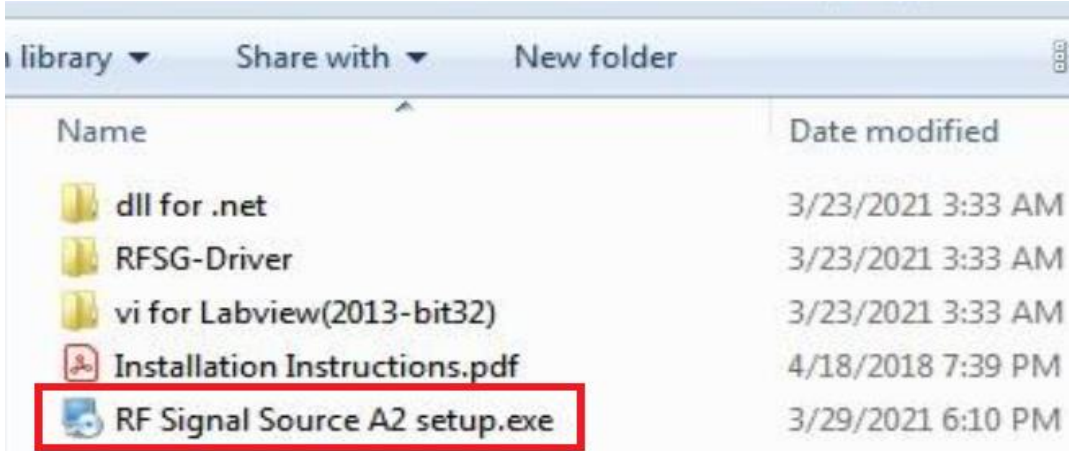 library Share with New folder
Name Date modified
dll for .net 3/23/2021 3:33 AM
RFSG-Driver 3/23/2021 3:33 AM
vi for Labview(2013-bit32) 3/23/2021 3:33 AM
Installation Instructions.pdf 4/18/2018 7:39 PM
RF Signal Source A2 setup.exe 3/29/2021 6:10 PM